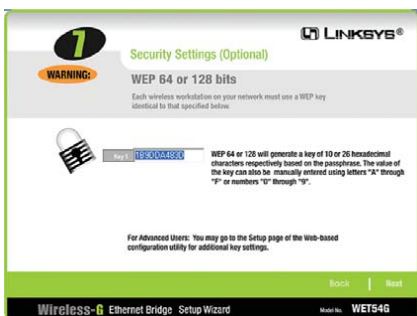 LINKSYS®
7
Security Settings (Optional)
WARNING:
WEP 64 or 128 bits
Each wireless workstation on your network must use a WEP key
identical to that specified below.
Key 1:
WEP 64 or 128 will generate a key of 10 or 26 hexadecimal
characters respectively based on the passphrase. The value of
the key can also be manually entered using letters "A" through
"F" or numbers "0" through "9".
For Advanced Users: You may go to the Setup page of the Web-based
configuration utility for additional key settings.
Back | Next
Wireless-G Ethernet Bridge Setup Wizard
Model No. WET54G